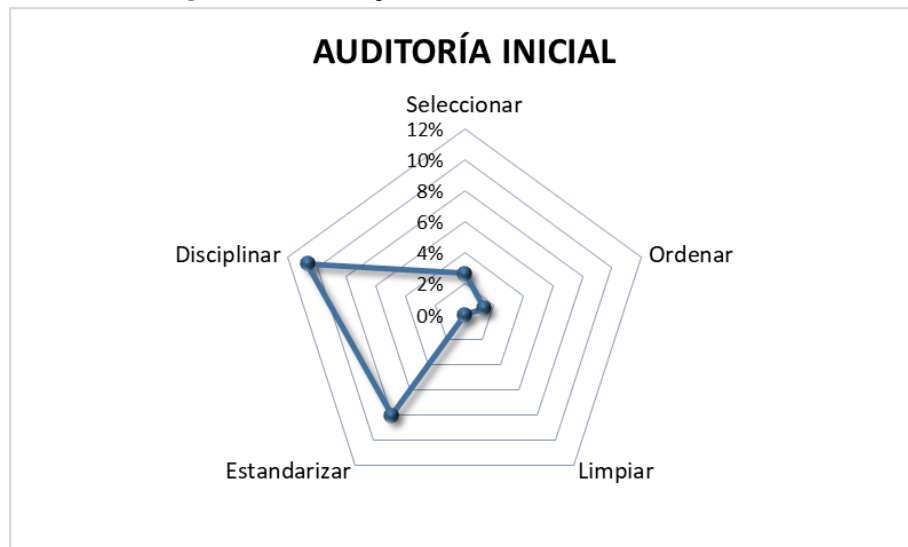 AUDITORÍA INICIAL
Seleccionar
12%
10%
8%
6%
4%
2%
0%
Disciplinar
Ordenar
Estandarizar
Limpiar